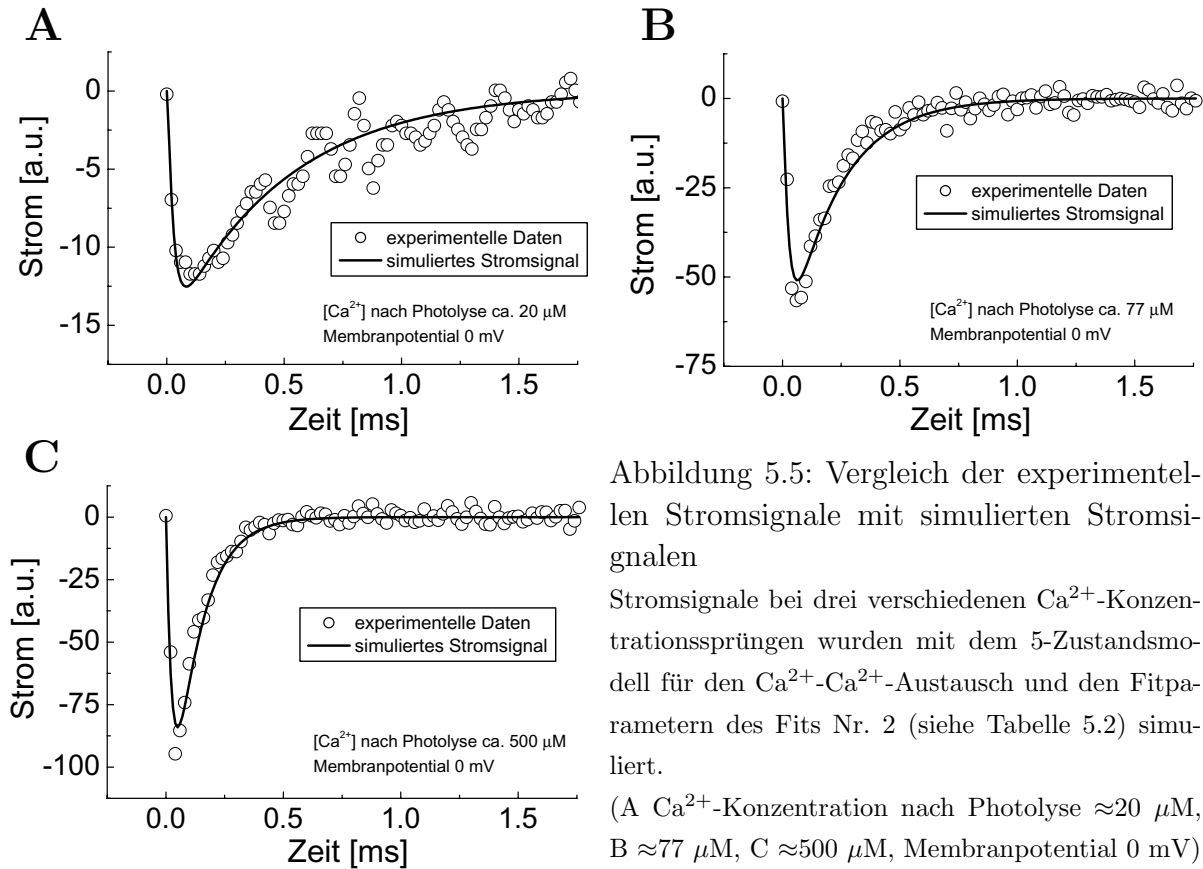 A
Strom [a.u.]
0
-5
-10
-15
experimentelle Daten
simuliertes Stromsignal
[Ca²⁺] nach Photolyse ca. 20 μM
Membranpotential 0 mV
0.0 0.5 1.0 1.5
Zeit [ms]
B
Strom [a.u.]
0
-25
-50
-75
experimentelle Daten
simuliertes Stromsignal
[Ca²⁺] nach Photolyse ca. 77 μM
Membranpotential 0 mV
0.0 0.5 1.0 1.5
Zeit [ms]
C
Strom [a.u.]
0
-25
-50
-75
-100
experimentelle Daten
simuliertes Stromsignal
[Ca²⁺] nach Photolyse ca. 500 μM
Membranpotential 0 mV
0.0 0.5 1.0 1.5
Zeit [ms]
Abbildung 5.5: Vergleich der experimentel-
len Stromsignale mit simulierten Stromsi-
gnalen
Stromsignale bei drei verschiedenen Ca²⁺-Konzen-
trationssprüngen wurden mit dem 5-Zustandsmo-
dell für den Ca²⁺-Ca²⁺-Austausch und den Fitpa-
rametern des Fits Nr. 2 (siehe Tabelle 5.2) simu-
liert.
(A Ca²⁺-Konzentration nach Photolyse ≈20 μM,
B ≈77 μM, C ≈500 μM, Membranpotential 0 mV)